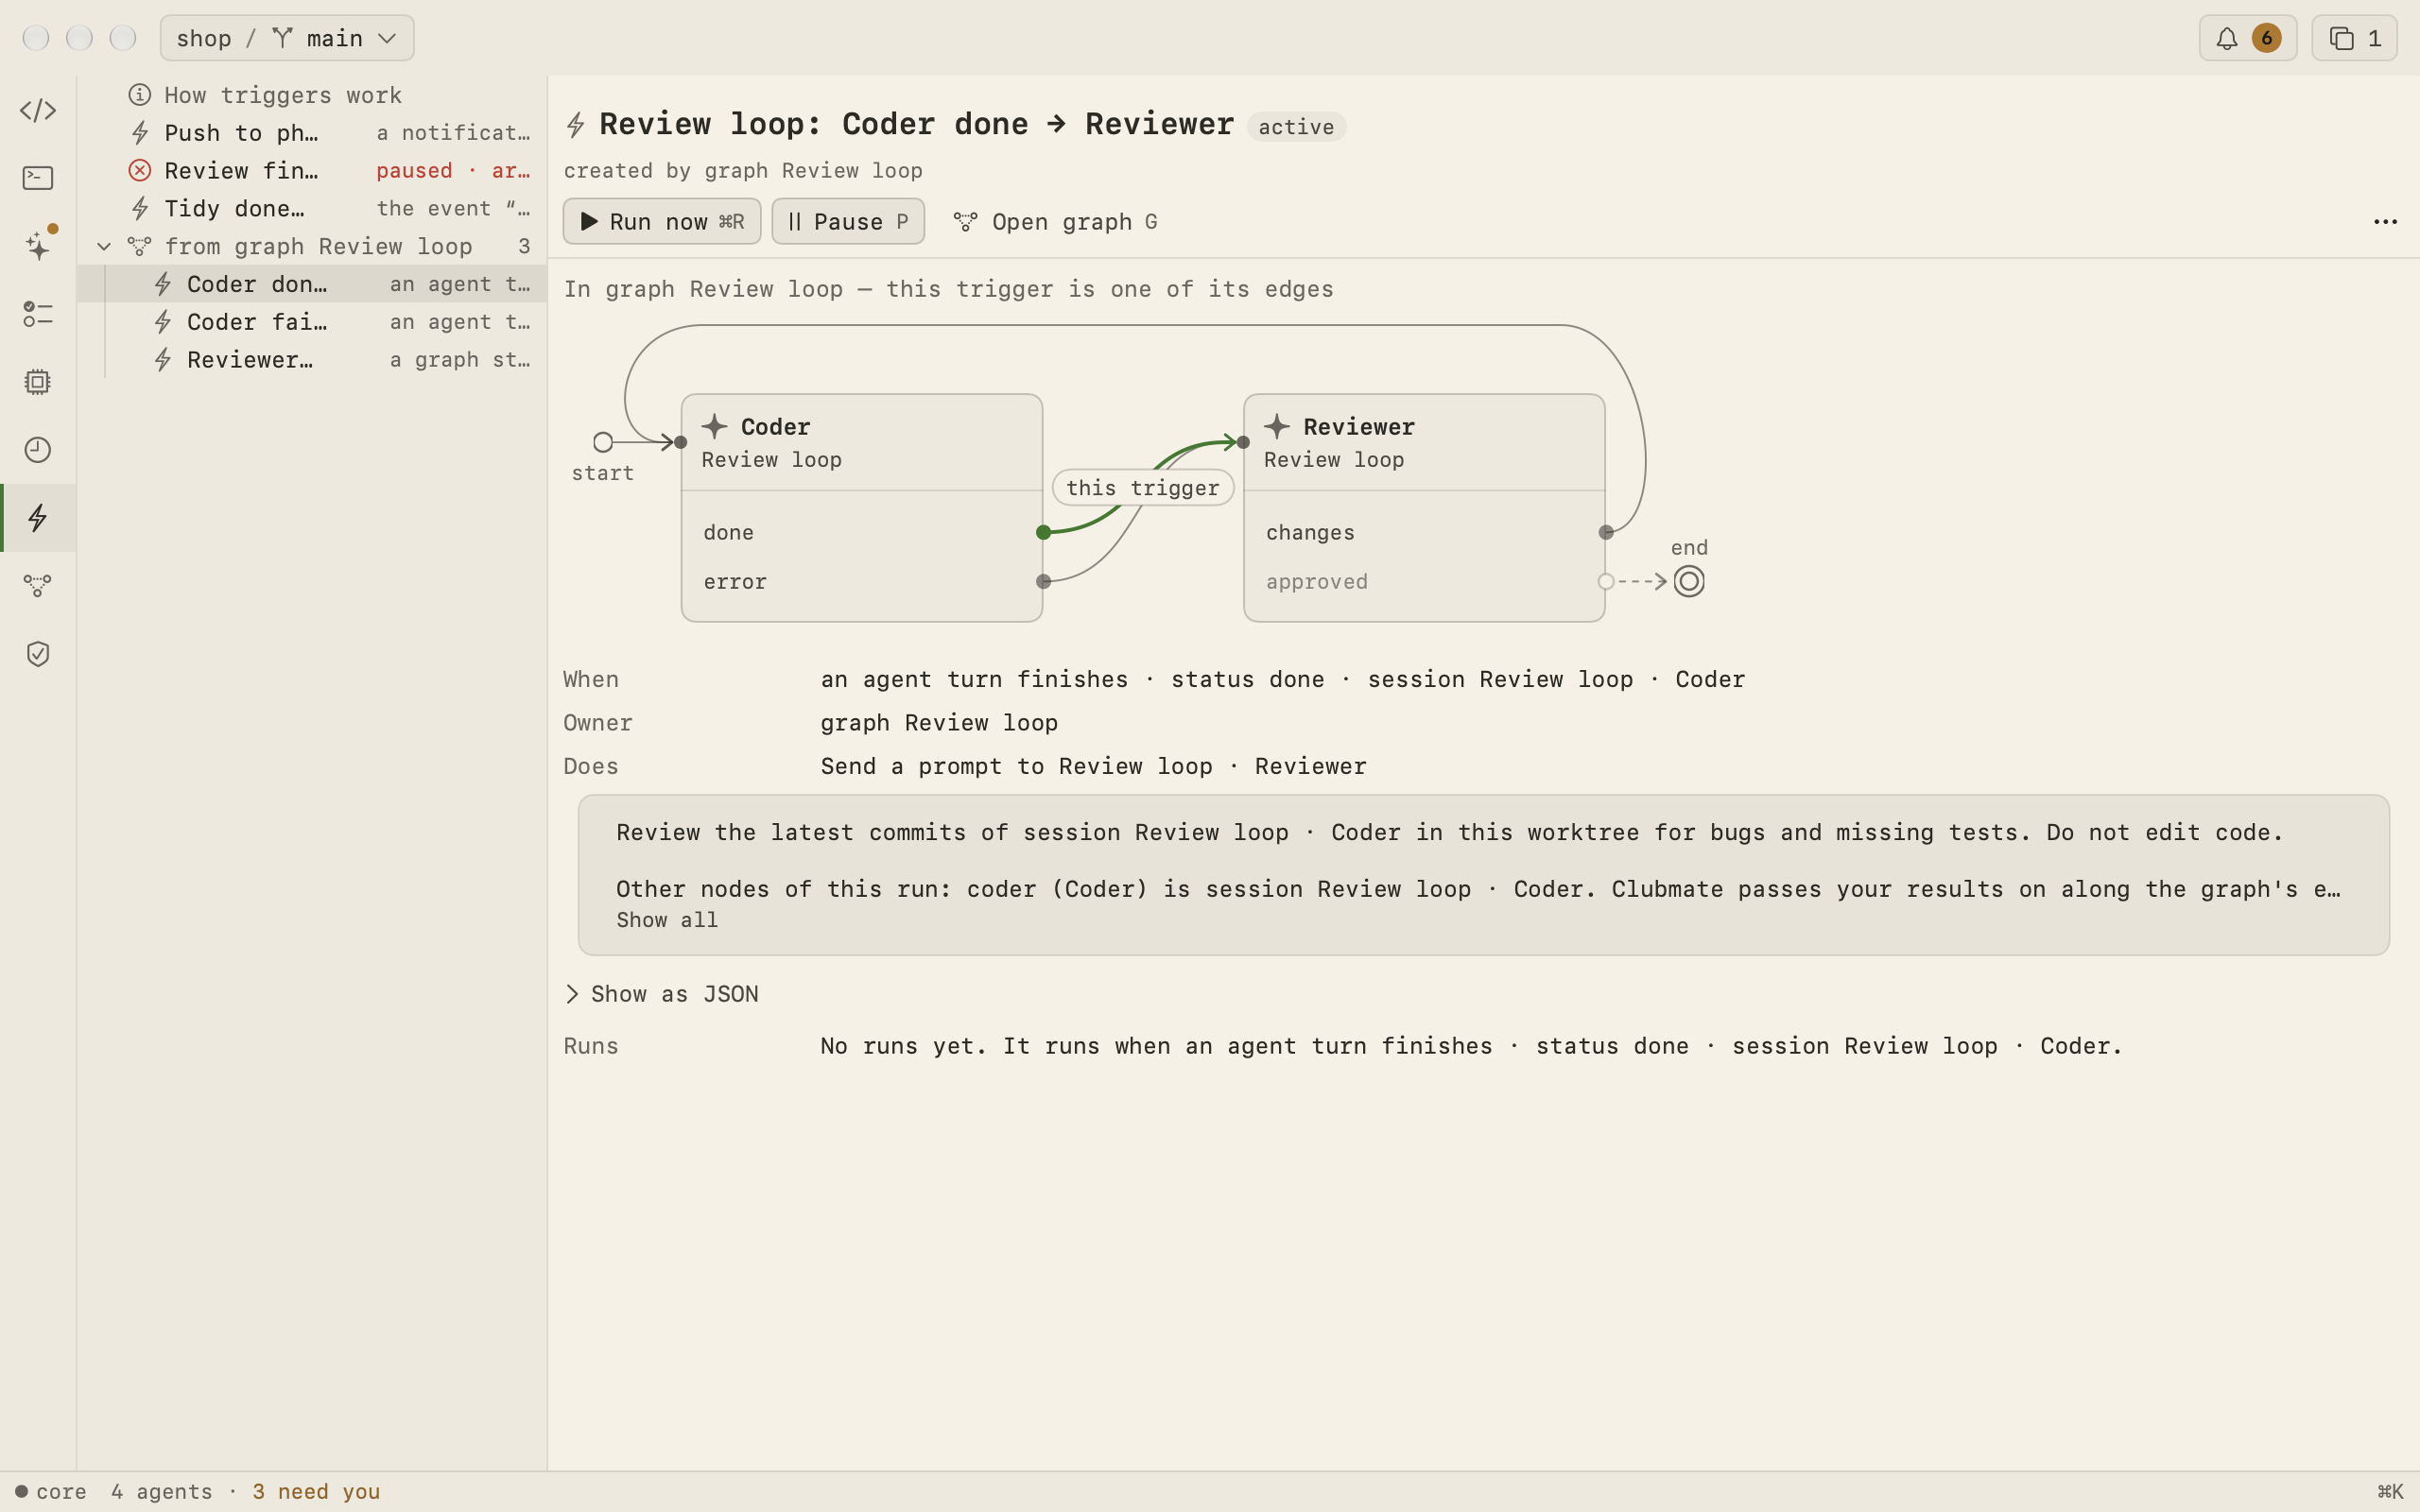 shop / main
6
1
How triggers work
Push to ph… a notificat…
Review fin… paused · ar…
Tidy done… the event “…
from graph Review loop 3
Coder don… an agent t…
Coder fai… an agent t…
Reviewer… a graph st…
Review loop: Coder done → Reviewer active
created by graph Review loop
Run now ⌘R Pause P Open graph G …
In graph Review loop — this trigger is one of its edges
start
Coder
Review loop
done
error
this trigger
Reviewer
Review loop
changes
approved
end
When an agent turn finishes · status done · session Review loop · Coder
Owner graph Review loop
Does Send a prompt to Review loop · Reviewer
Review the latest commits of session Review loop · Coder in this worktree for bugs and missing tests. Do not edit code.
Other nodes of this run: coder (Coder) is session Review loop · Coder. Clubmate passes your results on along the graph's e…
Show all
Show as JSON
Runs No runs yet. It runs when an agent turn finishes · status done · session Review loop · Coder.
core 4 agents · 3 need you ⌘K